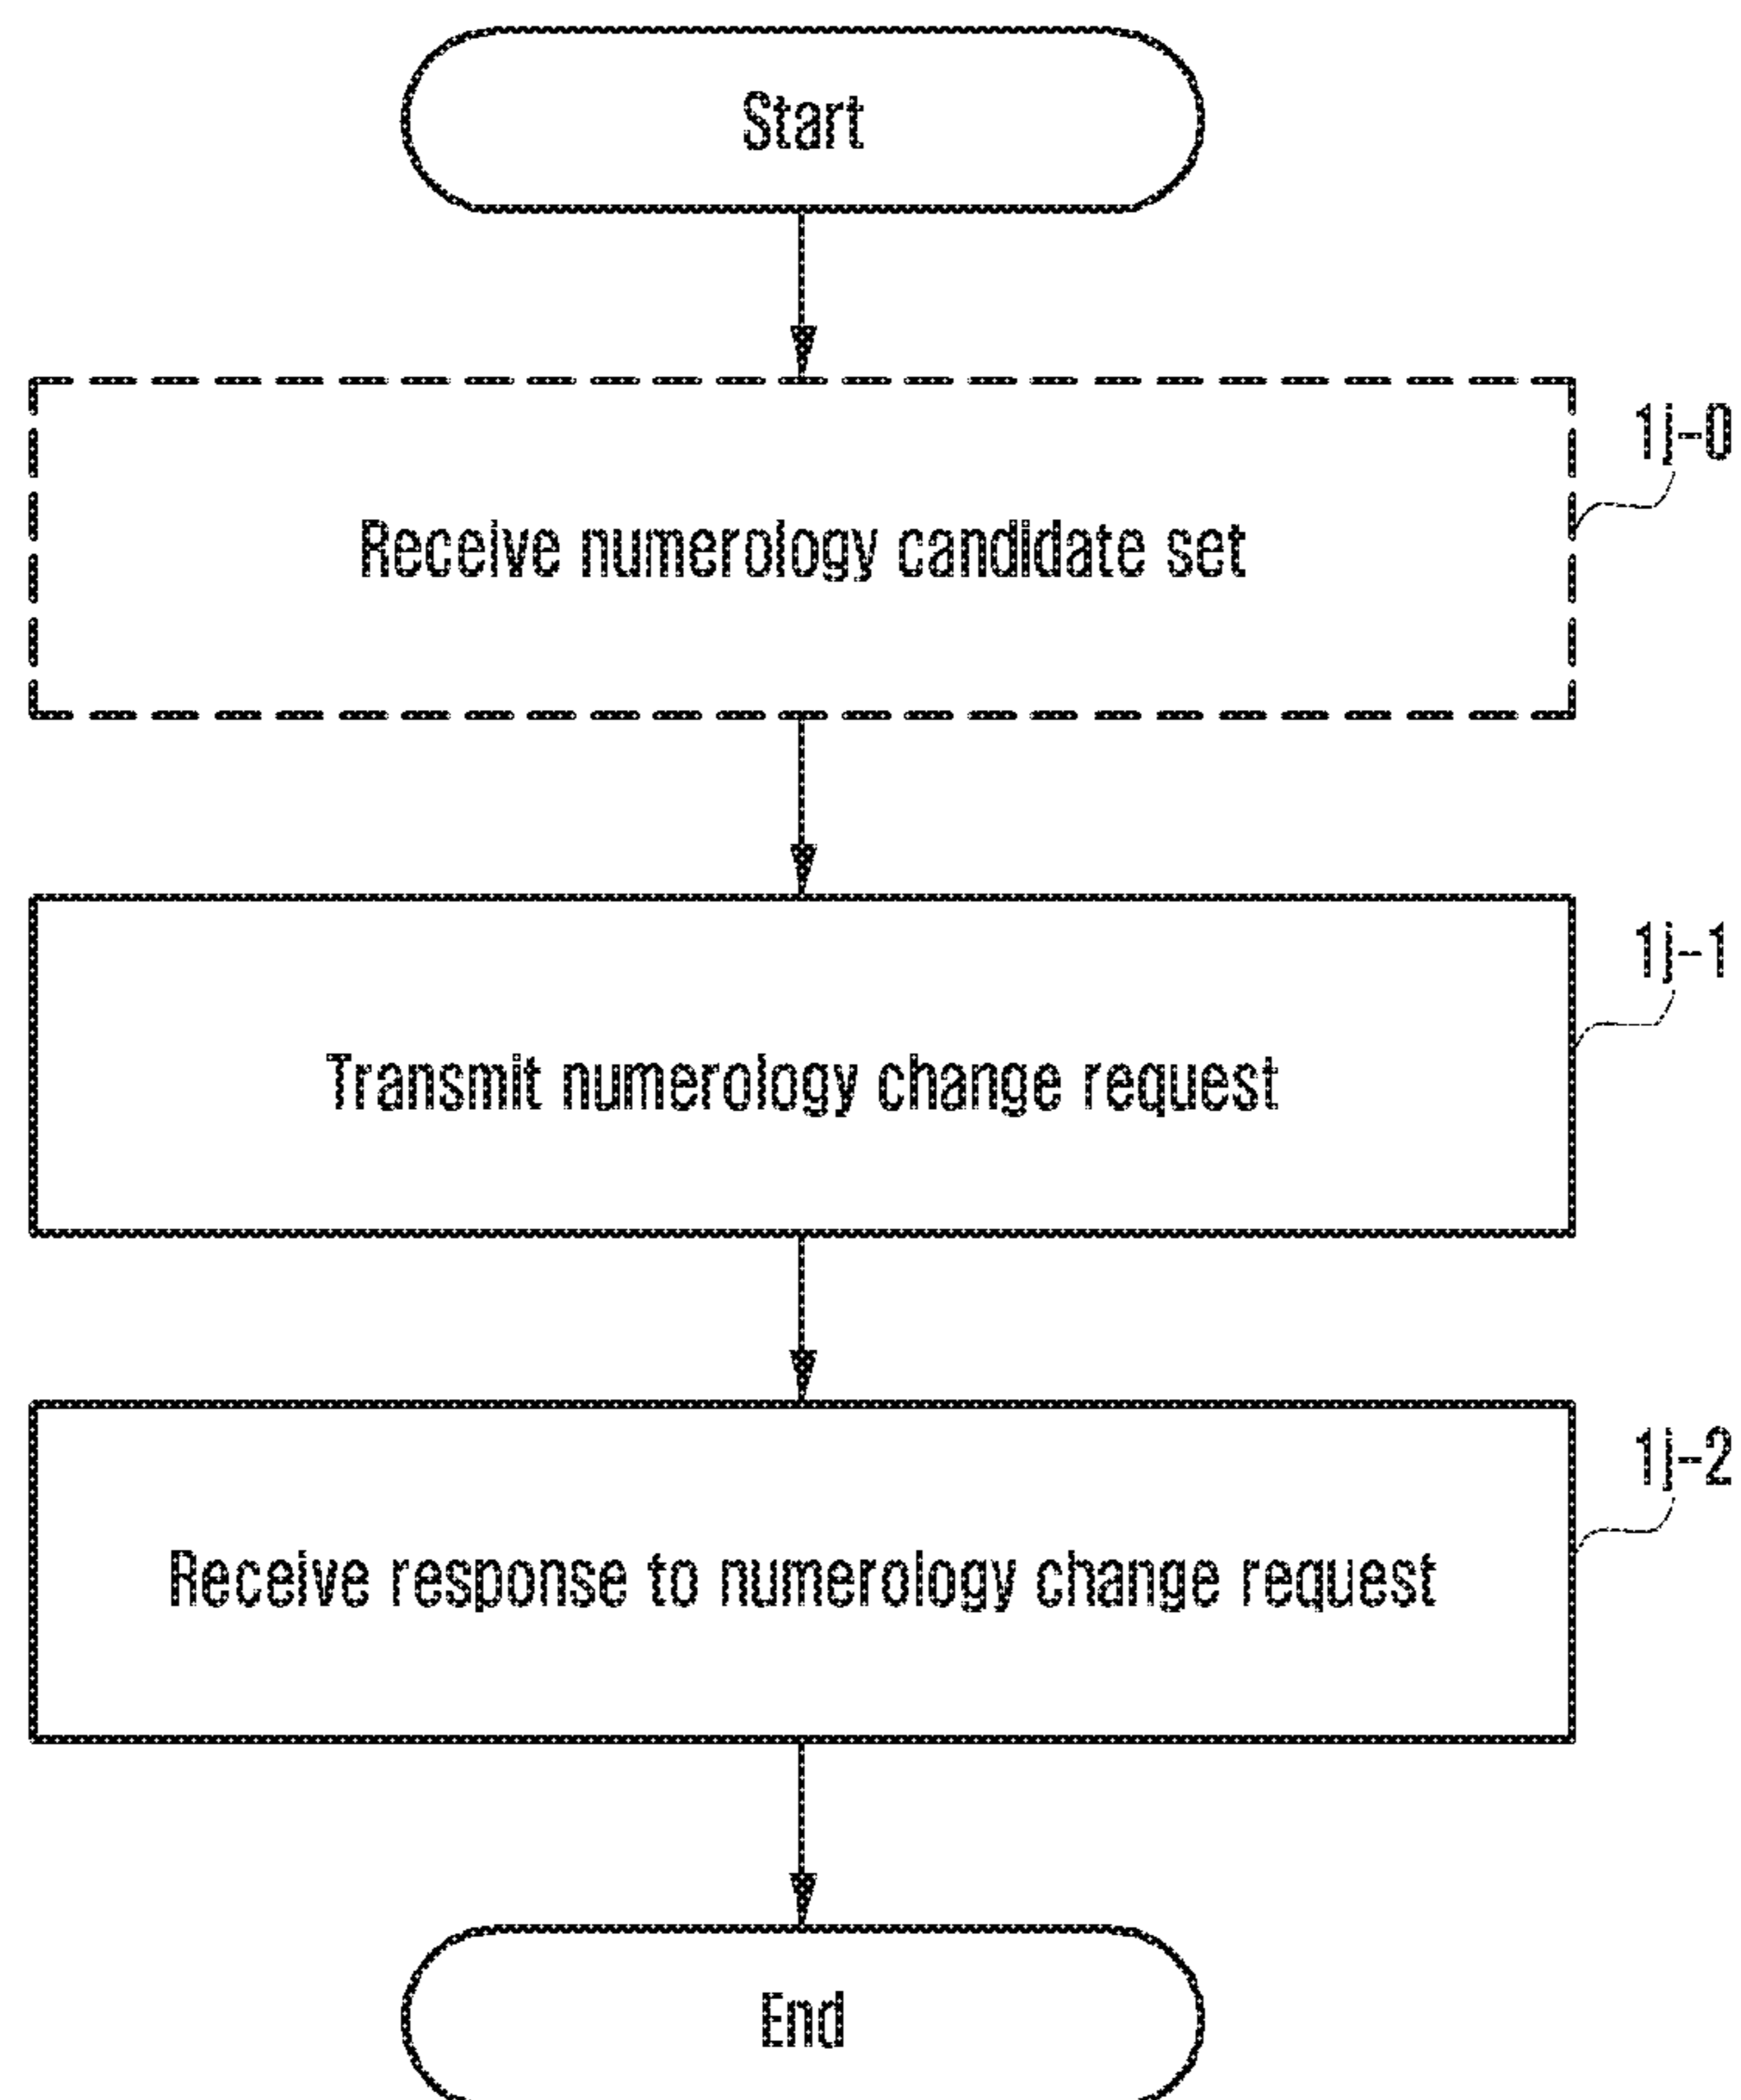 Start
1j-0
Receive numerology candidate set
1j-1
Transmit numerology change request
1j-2
Receive response to numerology change request
End